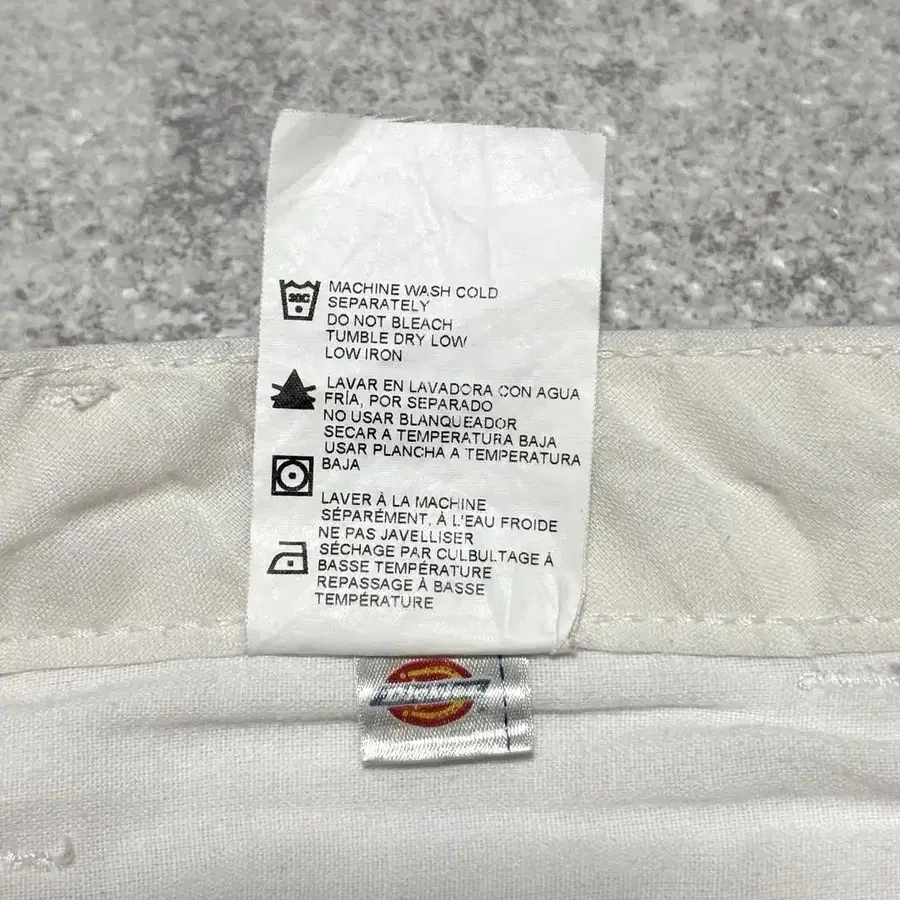 30C
MACHINE WASH COLD
SEPARATELY
DO NOT BLEACH
TUMBLE DRY LOW
LOW IRON
LAVAR EN LAVADORA CON AGUA
FRÍA, POR SEPARADO
NO USAR BLANQUEADOR
SECAR A TEMPERATURA BAJA
USAR PLANCHA A TEMPERATURA
BAJA
LAVER À LA MACHINE
SÉPARÉMENT, À L'EAU FROIDE
NE PAS JAVELLISER
SÉCHAGE PAR CULBULTAGE À
BASSE TEMPÉRATURE
REPASSAGE À BASSE
TEMPÉRATURE